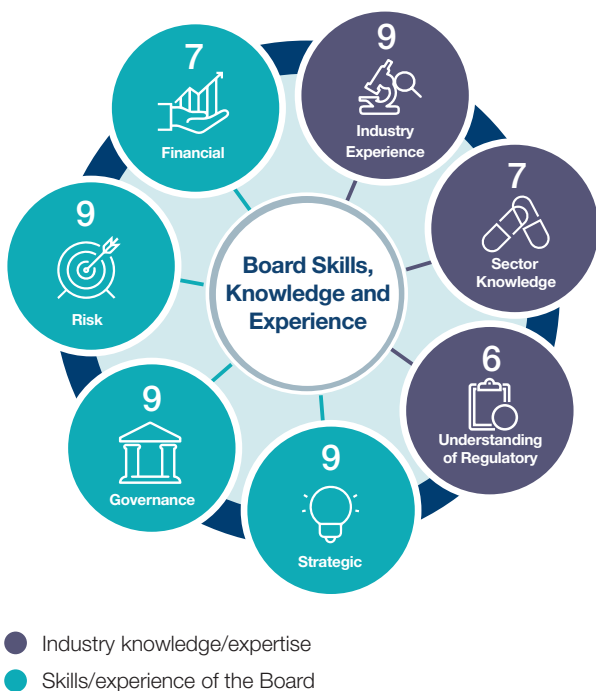 Board Skills,
Knowledge and
Experience
9
Industry
Experience
7
Sector
Knowledge
6
Understanding
of Regulatory
9
Strategic
9
Governance
9
Risk
7
Financial
Industry knowledge/expertise
Skills/experience of the Board